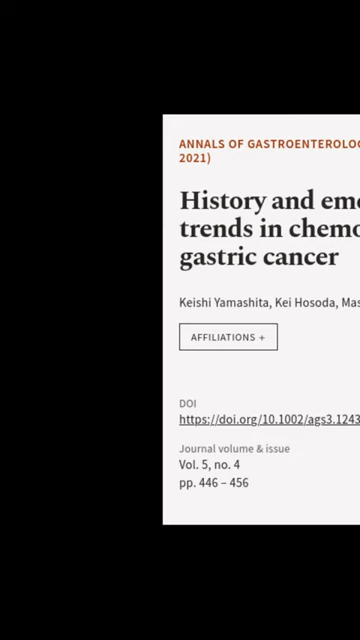 ANNALS OF GASTROENTEROLOG
2021)
History and eme
trends in chemo
gastric cancer
Keishi Yamashita, Kei Hosoda, Mas
AFFILIATIONS +
DOI
https://doi.org/10.1002/ags3.1243
Journal volume & issue
Vol. 5, no. 4
pp. 446 – 456